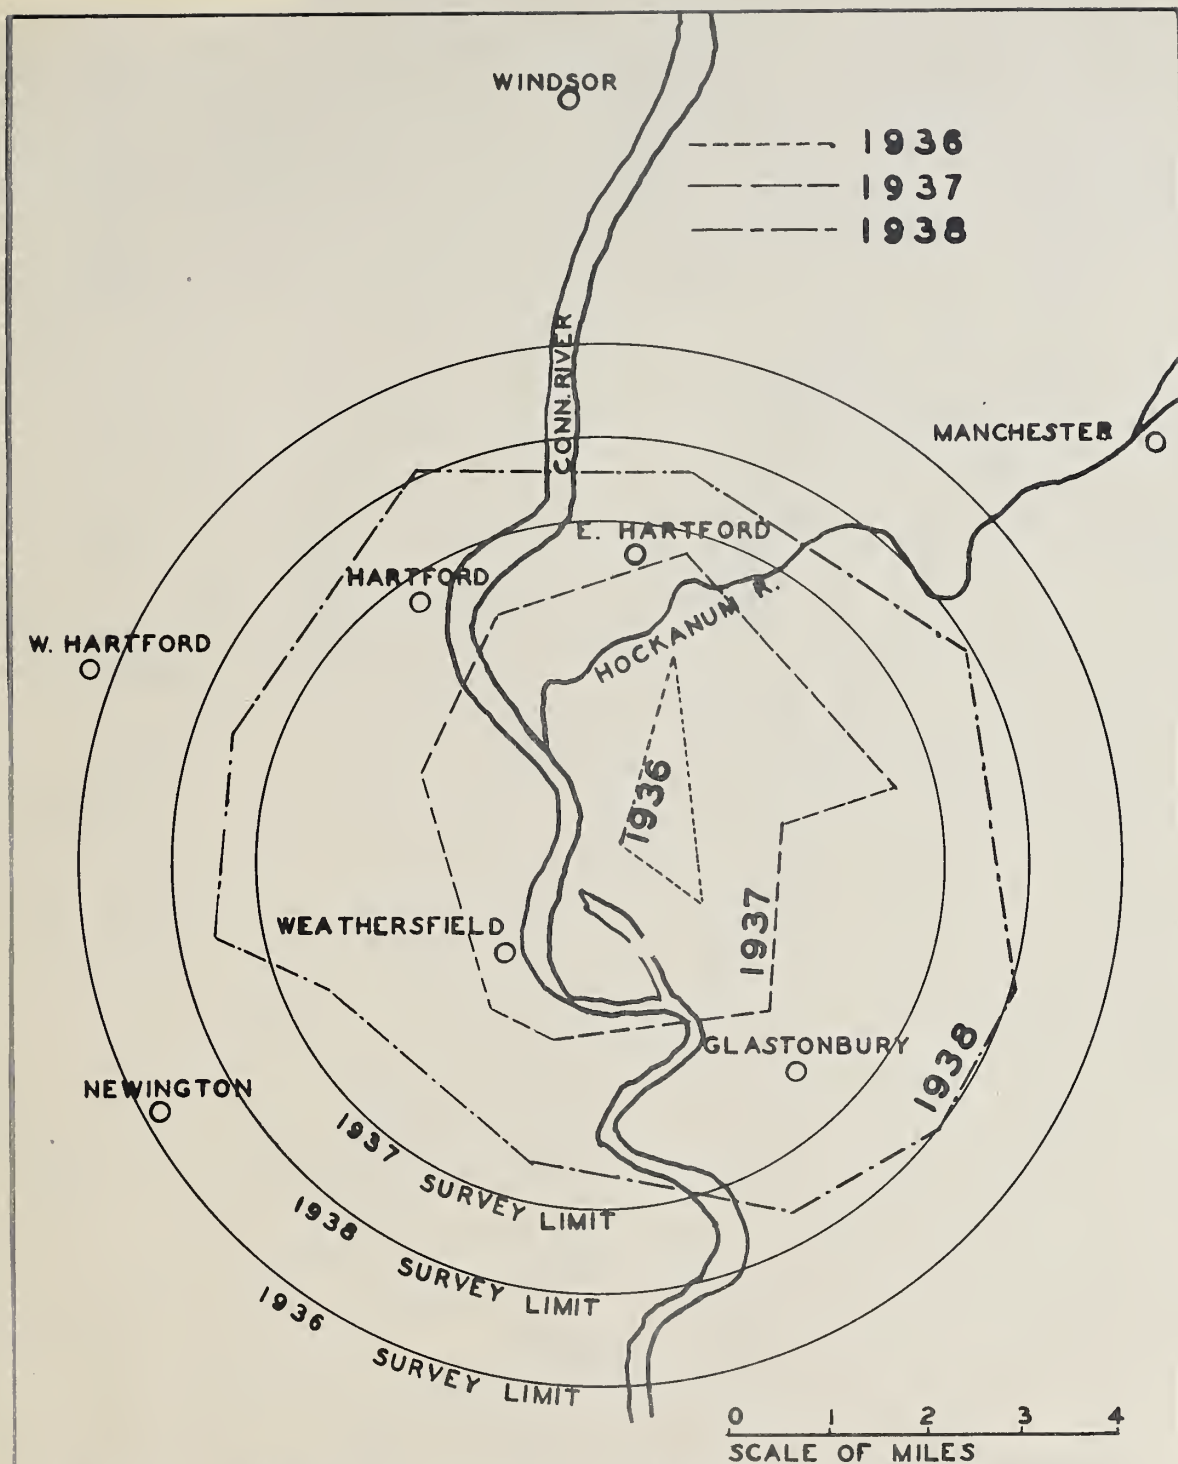 WINDSOR
1936
1937
1938
CONN. RIVER
MANCHESTER
E. HARTFORD
HARTFORD
HOCKANUM R.
W. HARTFORD
1936
1937
WEATHERSFIELD
GLASTONBURY
1938
NEWINGTON
1937 SURVEY LIMIT
1938 SURVEY LIMIT
1936 SURVEY LIMIT
0 1 2 3 4
SCALE OF MILES